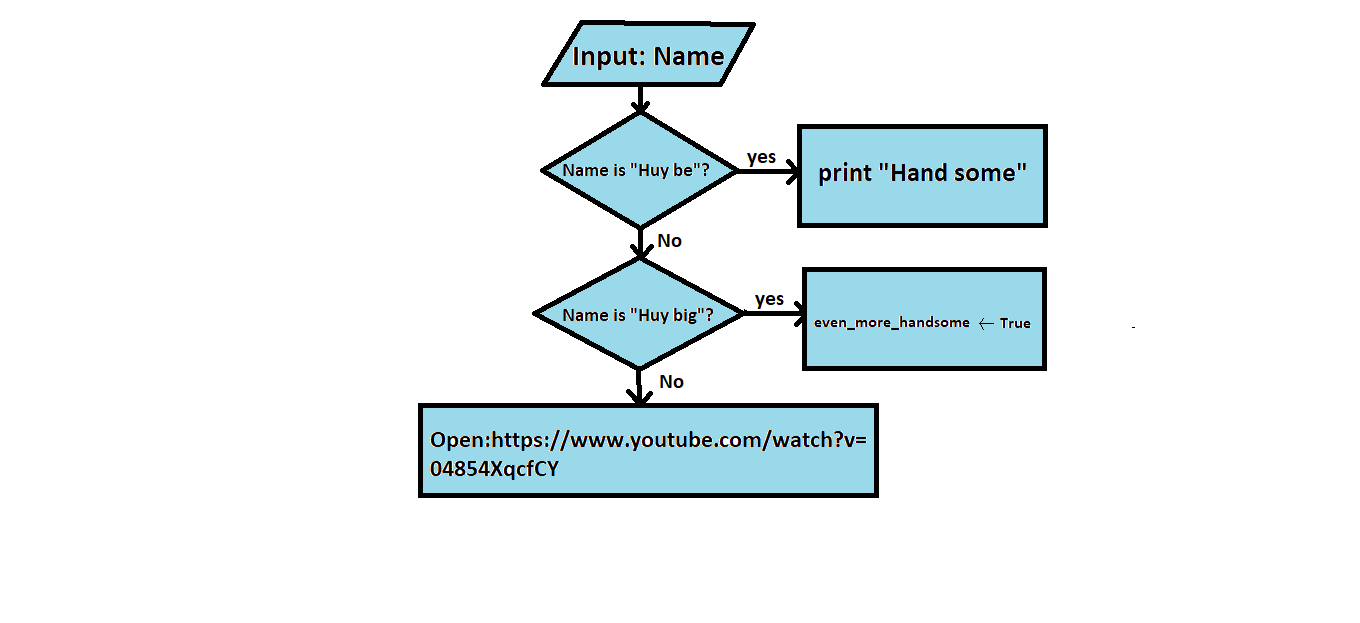 Input: Name
Name is "Huy be"?
yes
print "Hand some"
No
Name is "Huy big"?
yes
even_more_handsome ← True
No
Open:https://www.youtube.com/watch?v=
04854XqcfCY